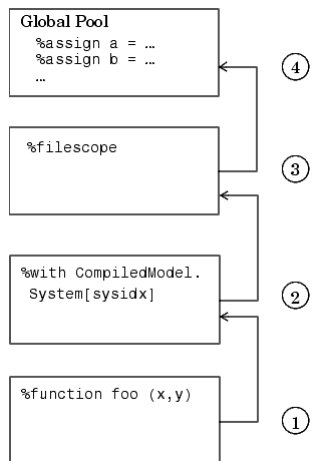 Global Pool
%assign a = …
%assign b = …
…
4
%filescope
3
%with CompiledModel.
System[sysidx]
2
%function foo (x,y)
1